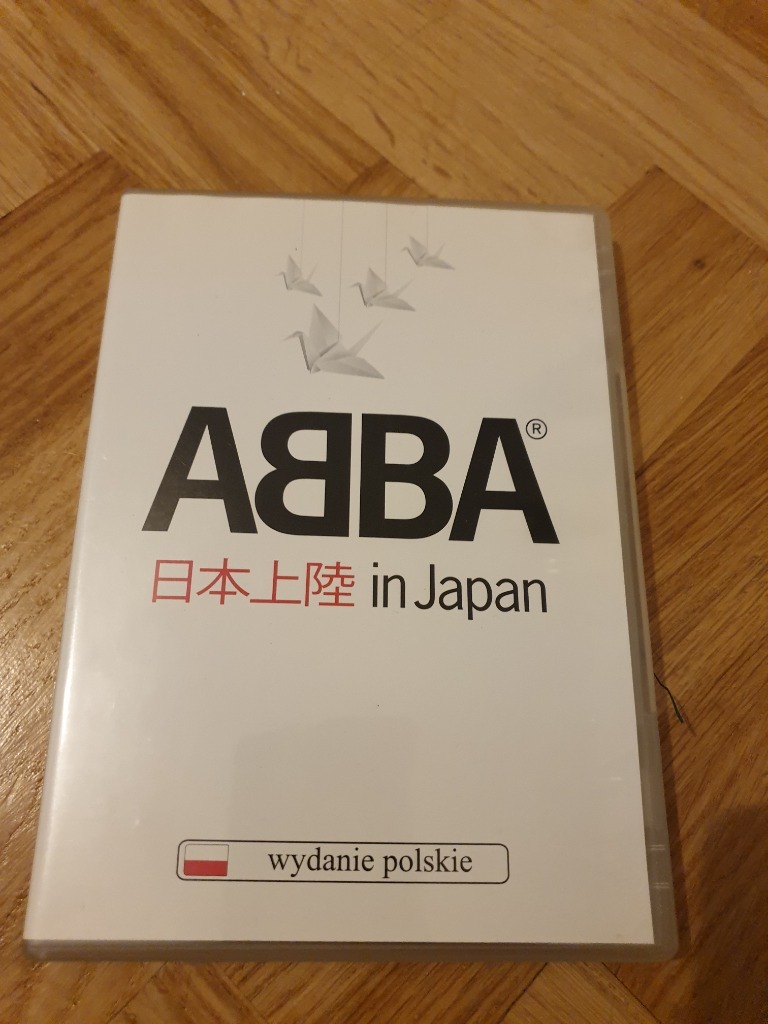 ABBA®
日本上陸 in Japan
wydanie polskie